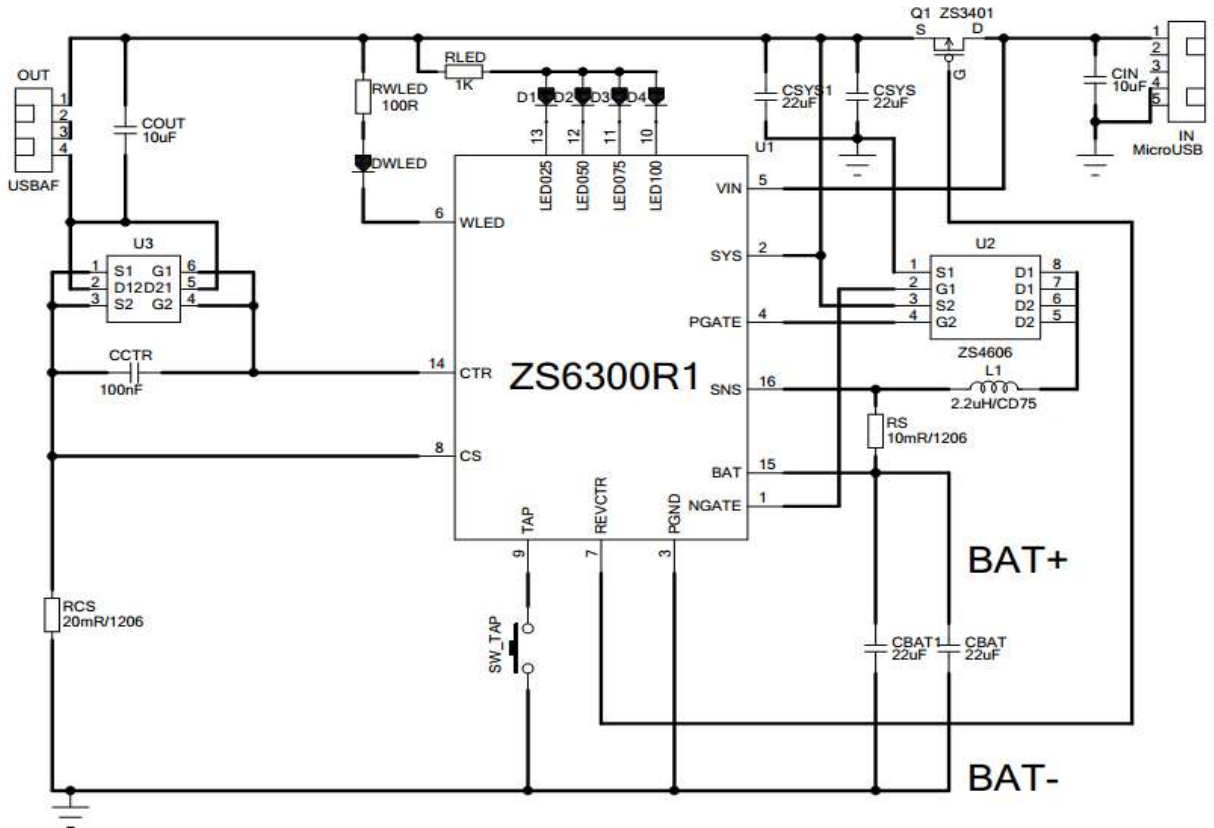 Q1 ZS3401
S D
G
OUT
1
2
3
4
USBAF
COUT
10uF
RWLED
100R
RLED
1K
DWLED
D1 D2 D3 D4
13 12 11 10
LED025 LED050 LED075 LED100
CSYS1
22uF
CSYS
22uF
CIN
10uF
1
2
3
4
5
IN
MicroUSB
U1
VIN 5
6 WLED
SYS 2
PGATE 4
U3
1 S1 G1 6
2 D12 D21 5
3 S2 G2 4
U2
1 S1 D1 8
2 G1 D1 7
3 S2 D2 6
4 G2 D2 5
ZS4606
L1
2.2uH/CD75
CCTR
100nF
14 CTR
ZS6300R1
SNS 16
RS
10mR/1206
8 CS
BAT 15
NGATE 1
TAP REVCTR PGND
9 7 3
BAT+
RCS
20mR/1206
SW_TAP
CBAT1
22uF
CBAT
22uF
BAT-